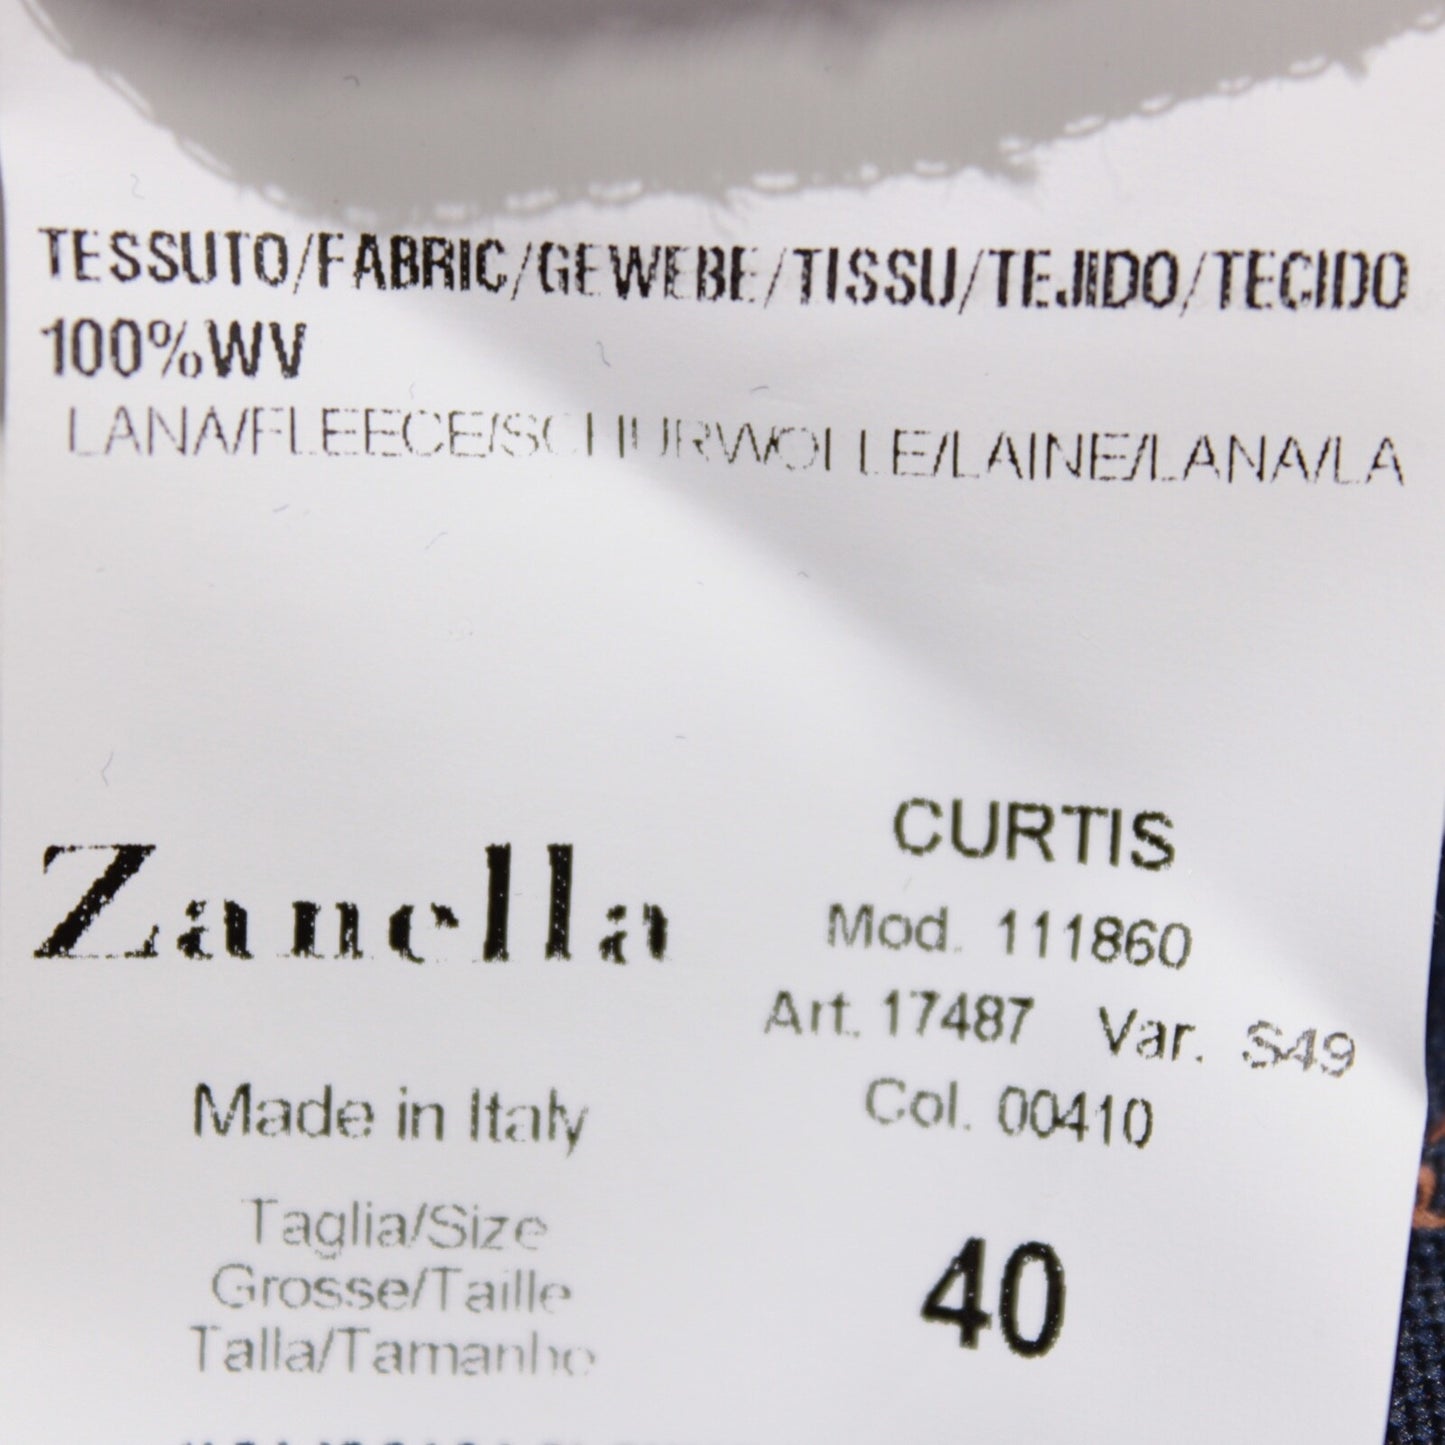 TESSUTO/FABRIC/GEWEBE/TISSU/TEJIDO/TECIDO
100%WV
LANA/FLEECE/SCHURWOLLE/LAINE/LANA/LA
Zanella
CURTIS
Mod. 111860
Art. 17487 Var. S49
Col. 00410
Made in Italy
Taglia/Size
Grosse/Taille
Talla/Tamanho
40